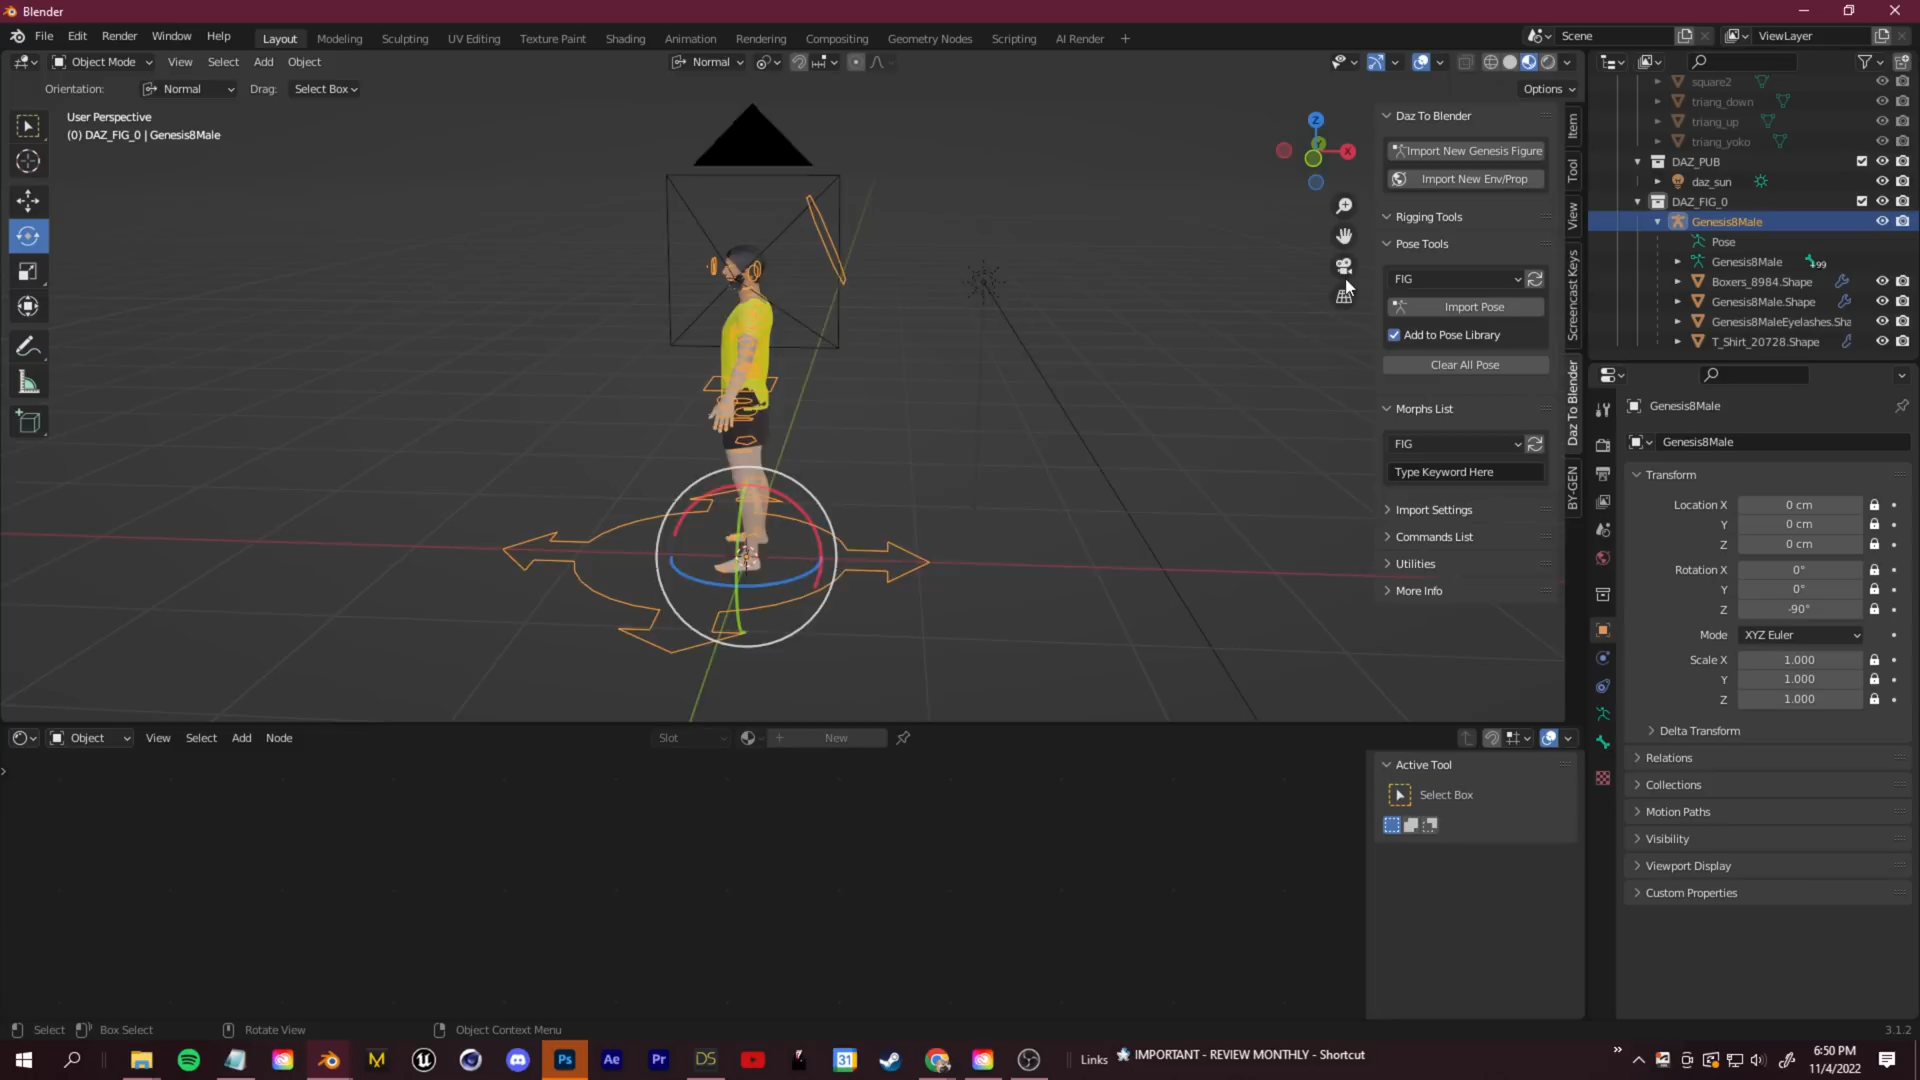 Blender
File Edit Render Window Help
Layout Modeling Sculpting UV Editing Texture Paint Shading Animation Rendering Compositing Geometry Nodes Scripting AI Render +
Scene
ViewLayer
Object Mode View Select Add Object
Normal
Orientation: Normal Drag: Select Box
Options
User Perspective
(0) DAZ_FIG_0 | Genesis8Male
Z
X
Daz To Blender
Import New Genesis Figure
Import New Env/Prop
Rigging Tools
Pose Tools
FIG
Import Pose
Add to Pose Library
Clear All Pose
Morphs List
FIG
Type Keyword Here
Import Settings
Commands List
Utilities
More Info
Item
Tool
View
Screencast Keys
Daz To Blender
BY-GEN
square2
triang_down
triang_up
triang_yoko
DAZ_PUB
daz_sun
DAZ_FIG_0
Genesis8Male
Pose
Genesis8Male 99
Boxers_8984.Shape
Genesis8Male.Shape
Genesis8MaleEyelashes.Sha
T_Shirt_20728.Shape
Genesis8Male
Genesis8Male
Transform
Location X 0 cm
Y 0 cm
Z 0 cm
Rotation X 0°
Y 0°
Z -90°
Mode XYZ Euler
Scale X 1.000
Y 1.000
Z 1.000
Delta Transform
Relations
Collections
Motion Paths
Visibility
Viewport Display
Custom Properties
Object View Select Add Node
Slot
New
Active Tool
Select Box
Select Box Select Rotate View Object Context Menu
3.1.2
Ps Ae Pr DS 31
Links IMPORTANT - REVIEW MONTHLY - Shortcut
6:50 PM
11/4/2022